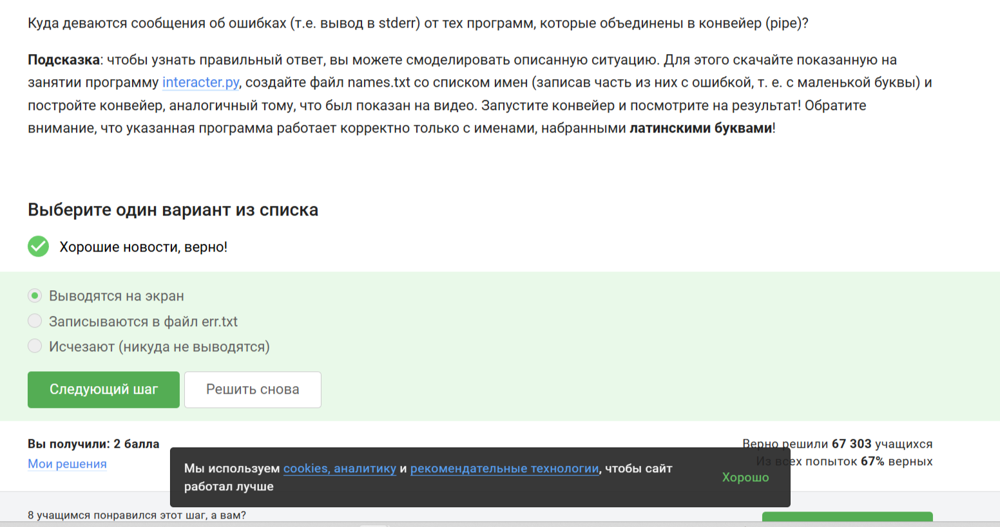 Куда деваются сообщения об ошибках (т.е. вывод в stderr) от тех программ, которые объединены в конвейер (pipe)?
Подсказка: чтобы узнать правильный ответ, вы можете смоделировать описанную ситуацию. Для этого скачайте показанную на
занятии программу interacter.py, создайте файл names.txt со списком имен (записав часть из них с ошибкой, т. е. с маленькой буквы) и
постройте конвейер, аналогичный тому, что был показан на видео. Запустите конвейер и посмотрите на результат! Обратите
внимание, что указанная программа работает корректно только с именами, набранными латинскими буквами!
Выберите один вариант из списка
Хорошие новости, верно!
Выводятся на экран
Записываются в файл err.txt
Исчезают (никуда не выводятся)
Следующий шаг
Решить снова
Вы получили: 2 балла
Мои решения
Верно решили 67 303 учащихся
Из всех попыток 67% верных
Мы используем cookies, аналитику и рекомендательные технологии, чтобы сайт
работал лучше
Хорошо
8 учащимся понравился этот шаг, а вам?